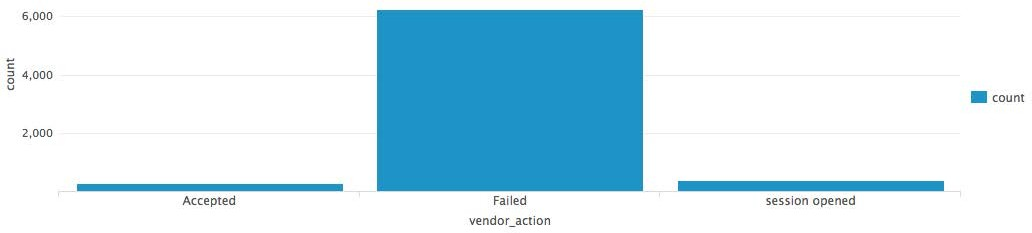 6,000
4,000
2,000
count
Accepted
Failed
session opened
vendor_action
count